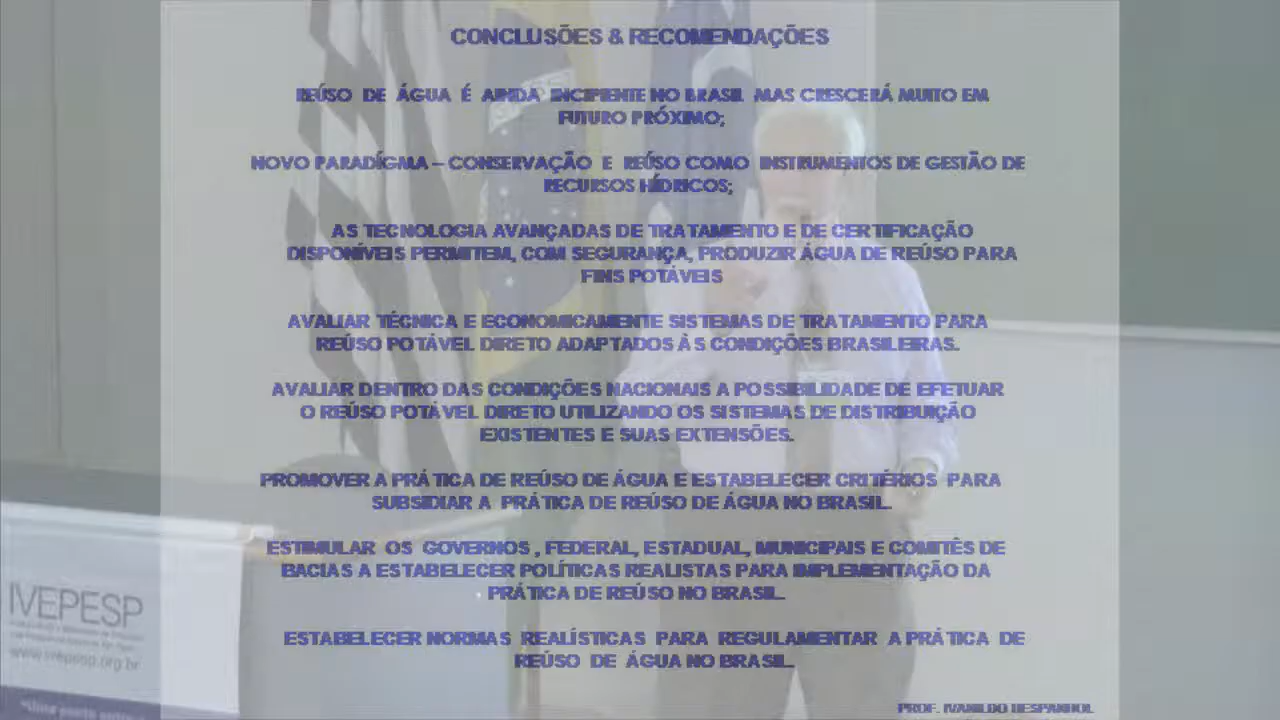 CONCLUSÕES & RECOMENDAÇÕES
REÚSO DE ÁGUA É AINDA INCIPIENTE NO BRASIL MAS CRESCERÁ MUITO EM
FUTURO PRÓXIMO;
NOVO PARADÍGMA – CONSERVAÇÃO E REÚSO COMO INSTRUMENTOS DE GESTÃO DE
RECURSOS HÍDRICOS;
AS TECNOLOGIA AVANÇADAS DE TRATAMENTO E DE CERTIFICAÇÃO
DISPONÍVEIS PERMITEM, COM SEGURANÇA, PRODUZIR ÁGUA DE REÚSO PARA
FINS POTÁVEIS
AVALIAR TÉCNICA E ECONOMICAMENTE SISTEMAS DE TRATAMENTO PARA
REÚSO POTÁVEL DIRETO ADAPTADOS ÀS CONDIÇÕES BRASILEIRAS.
AVALIAR DENTRO DAS CONDIÇÕES NACIONAIS A POSSIBILIDADE DE EFETUAR
O REÚSO POTÁVEL DIRETO UTILIZANDO OS SISTEMAS DE DISTRIBUIÇÃO
EXISTENTES E SUAS EXTENSÕES.
PROMOVER A PRÁTICA DE REÚSO DE ÁGUA E ESTABELECER CRITÉRIOS PARA
SUBSIDIAR A PRÁTICA DE REÚSO DE ÁGUA NO BRASIL.
ESTIMULAR OS GOVERNOS , FEDERAL, ESTADUAL, MUNICIPAIS E COMITÊS DE
BACIAS A ESTABELECER POLÍTICAS REALISTAS PARA IMPLEMENTAÇÃO DA
PRÁTICA DE REÚSO NO BRASIL.
ESTABELECER NORMAS REALÍSTICAS PARA REGULAMENTAR A PRÁTICA DE
REÚSO DE ÁGUA NO BRASIL.
PROF. IVANILDO HESPANHOL
IVEPESP
www.ivepesp.org.br